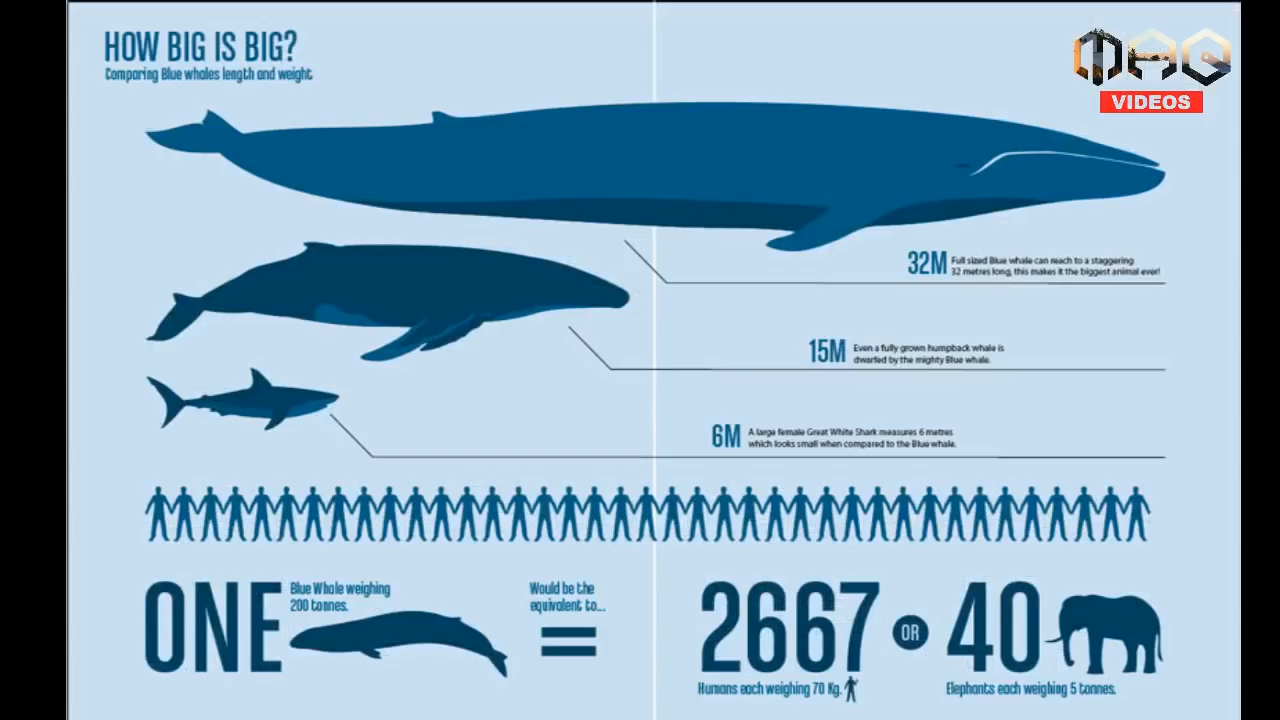 HOW BIG IS BIG?
Comparing Blue whales length and weight
MAQ
VIDEOS
32M
Full sized Blue whale can reach to a staggering
32 metres long, this makes it the biggest animal ever!
15M
Even a fully grown humpback whale is
dwarfed by the mighty Blue whale.
6M
A large female Great White Shark measures 6 metres
which looks small when compared to the Blue whale.
ONE
Blue Whale weighing
200 tonnes.
Would be the
equivalent to...
=
2667
Humans each weighing 70 Kg.
OR
40
Elephants each weighing 5 tonnes.